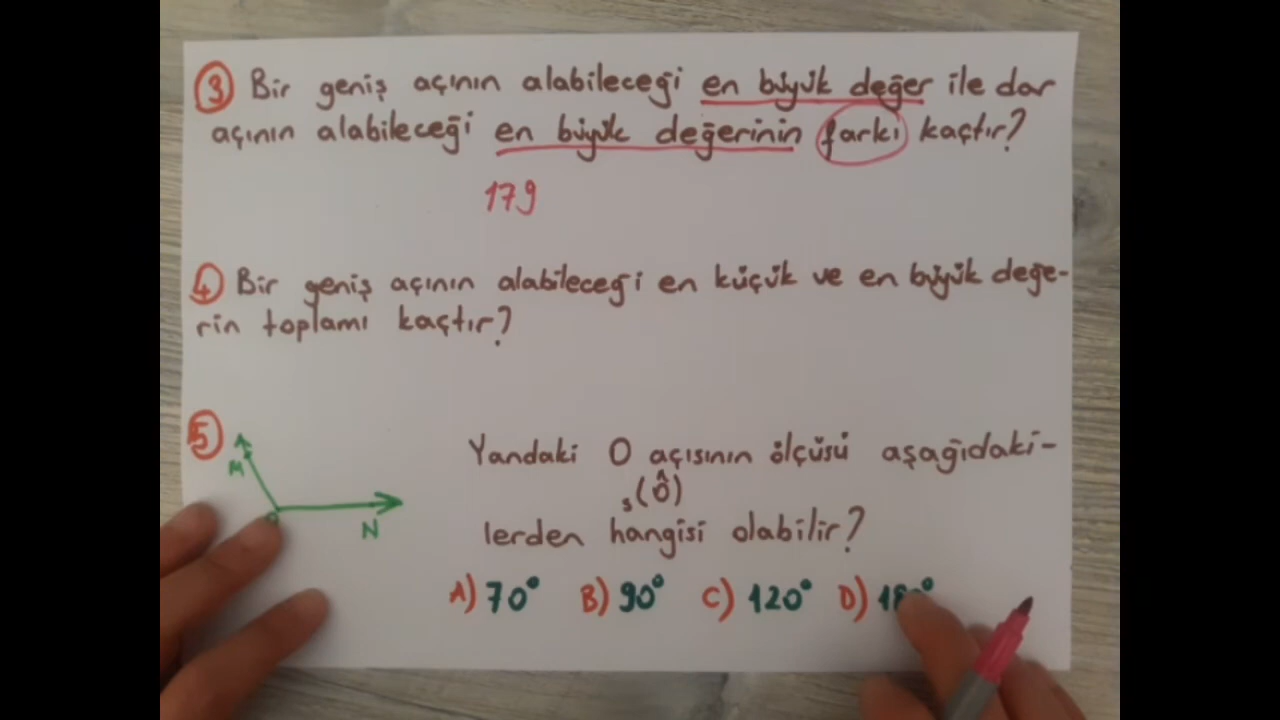 3 Bir geniş açının alabileceği en büyük değer ile dar
açının alabileceği en büyük değerinin farkı kaçtır?
179
4 Bir geniş açının alabileceği en küçük ve en büyük değe-
rin toplamı kaçtır?
5
M
N
Yandaki O açısının ölçüsü aşağıdaki-
s(Ô)
lerden hangisi olabilir?
A) 70° B) 90° C) 120° D)